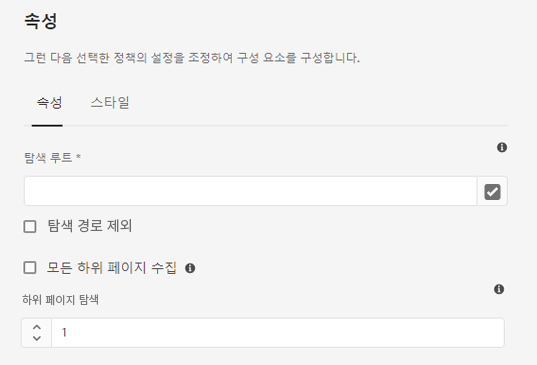 속성
그런 다음 선택한 정책의 설정을 조정하여 구성 요소를 구성합니다.
속성 스타일
탐색 루트 *
탐색 경로 제외
모든 하위 페이지 수집
하위 페이지 탐색
1